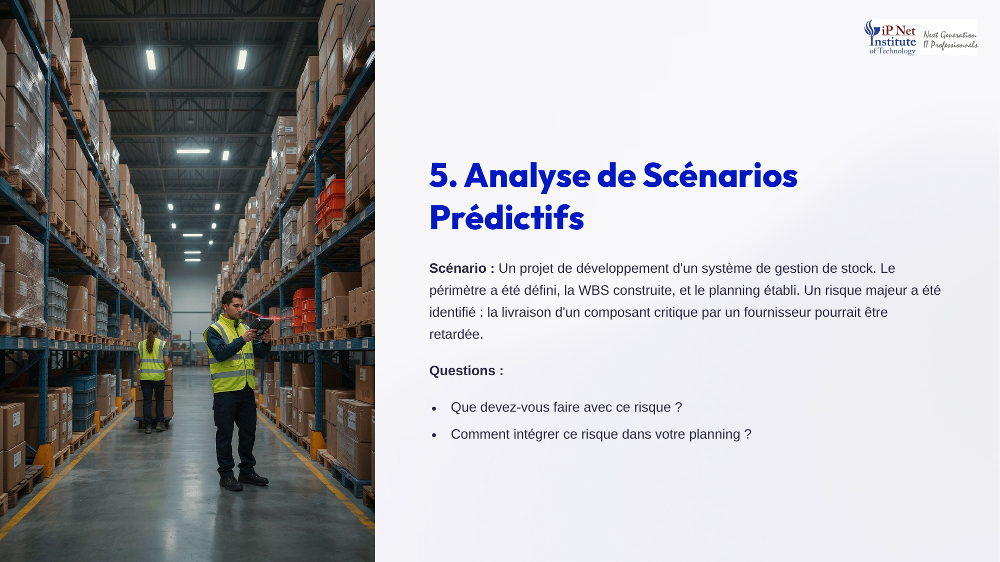 iP Net
Institute
of Technology
Next Generation
IT Professionnels
5. Analyse de Scénarios
Prédictifs
Scénario : Un projet de développement d'un système de gestion de stock. Le
périmètre a été défini, la WBS construite, et le planning établi. Un risque majeur a été
identifié : la livraison d'un composant critique par un fournisseur pourrait être
retardée.
Questions :
• Que devez-vous faire avec ce risque ?
• Comment intégrer ce risque dans votre planning ?